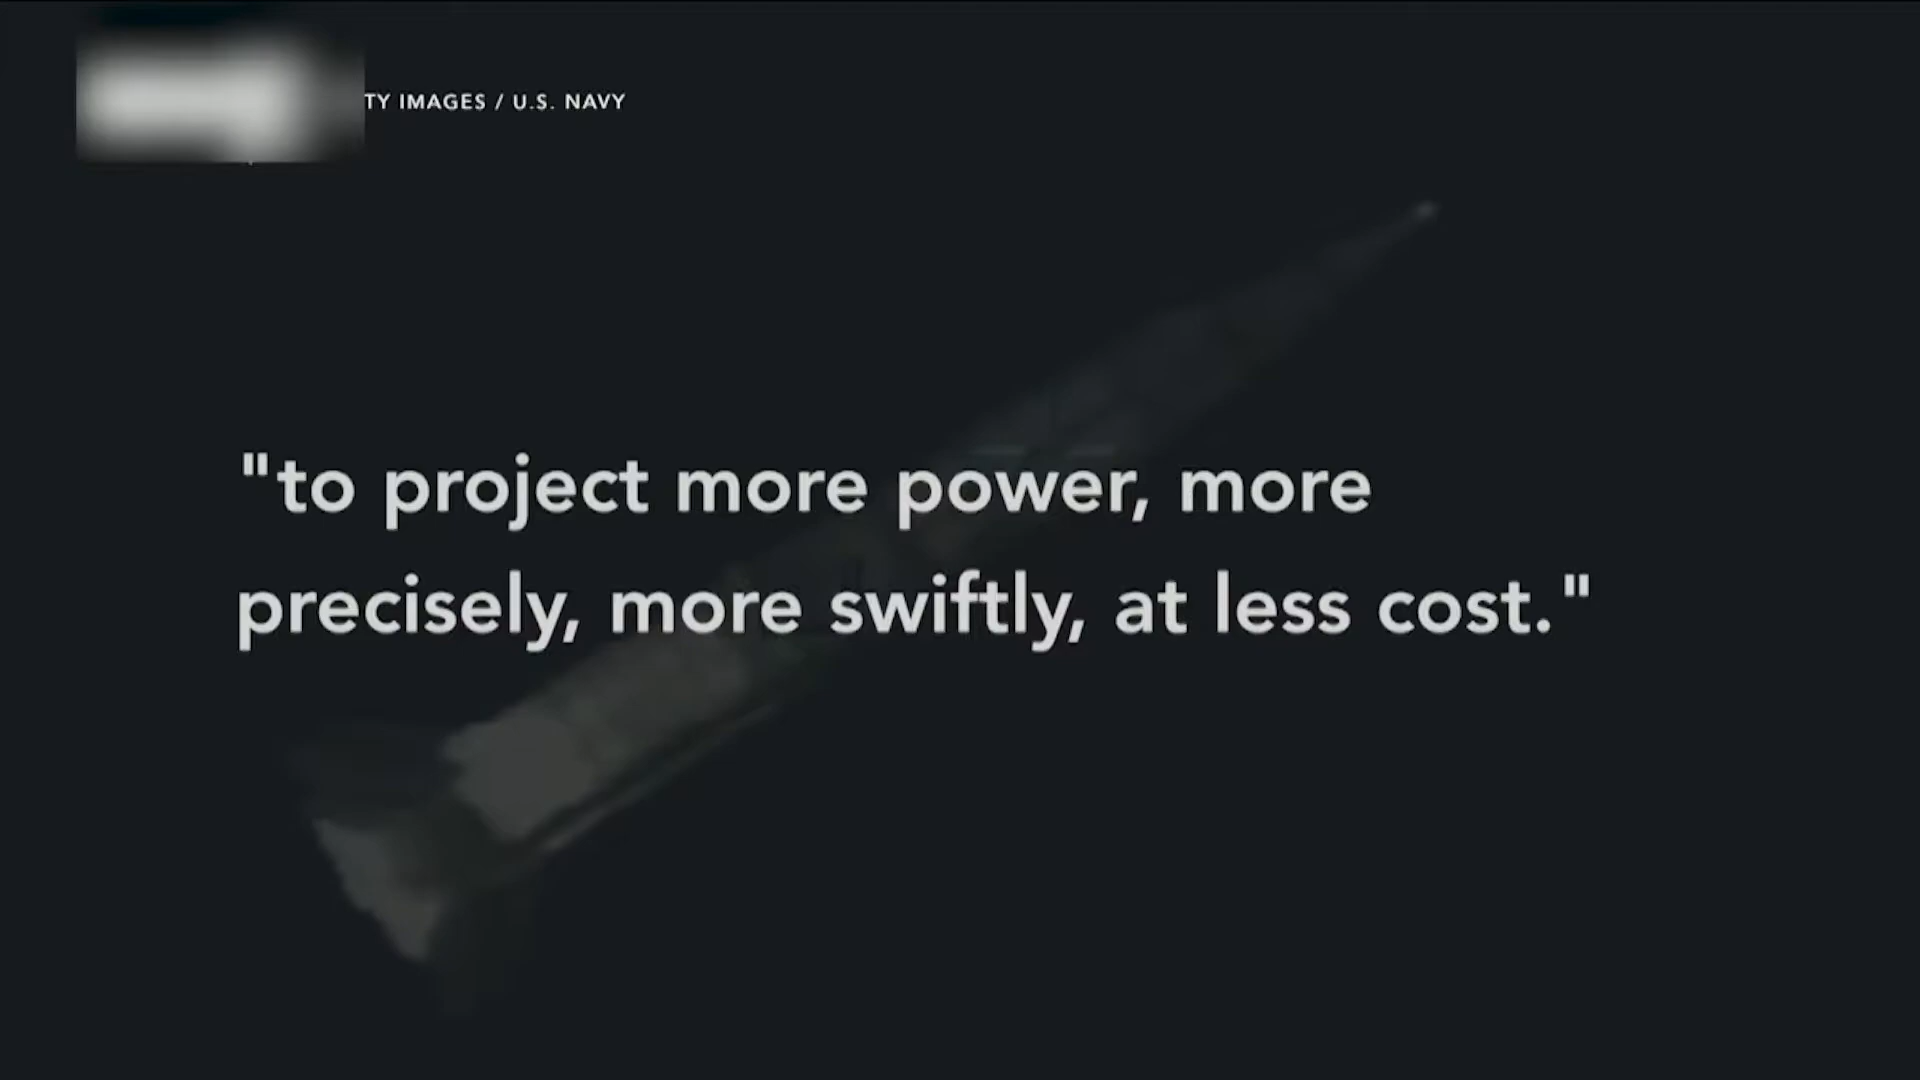 TY IMAGES / U.S. NAVY
"to project more power, more
precisely, more swiftly, at less cost."